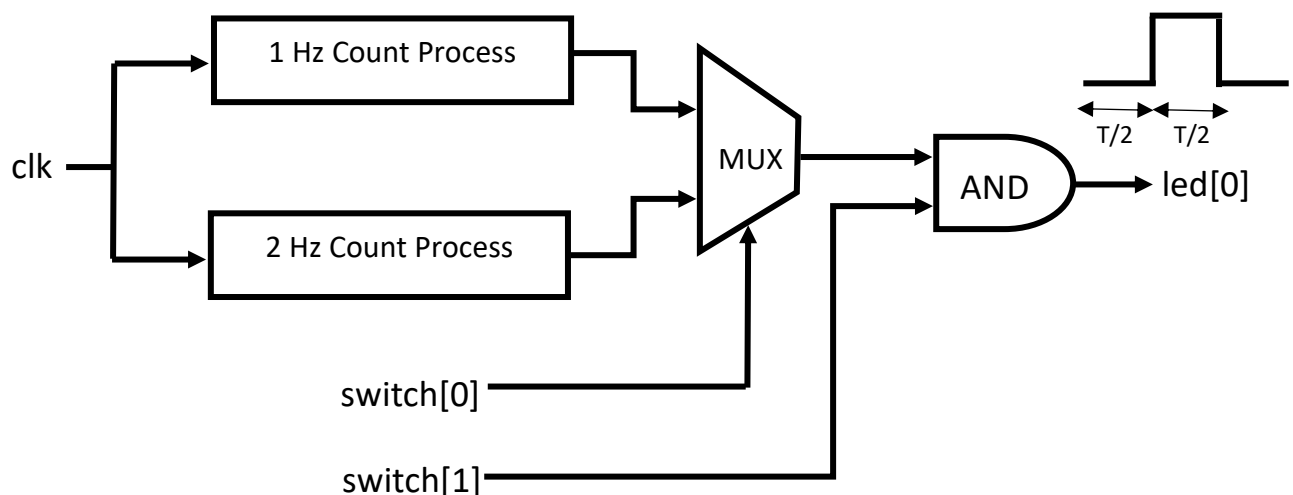 1 Hz Count Process
T/2 T/2
MUX
clk
AND
led[0]
2 Hz Count Process
switch[0]
switch[1]